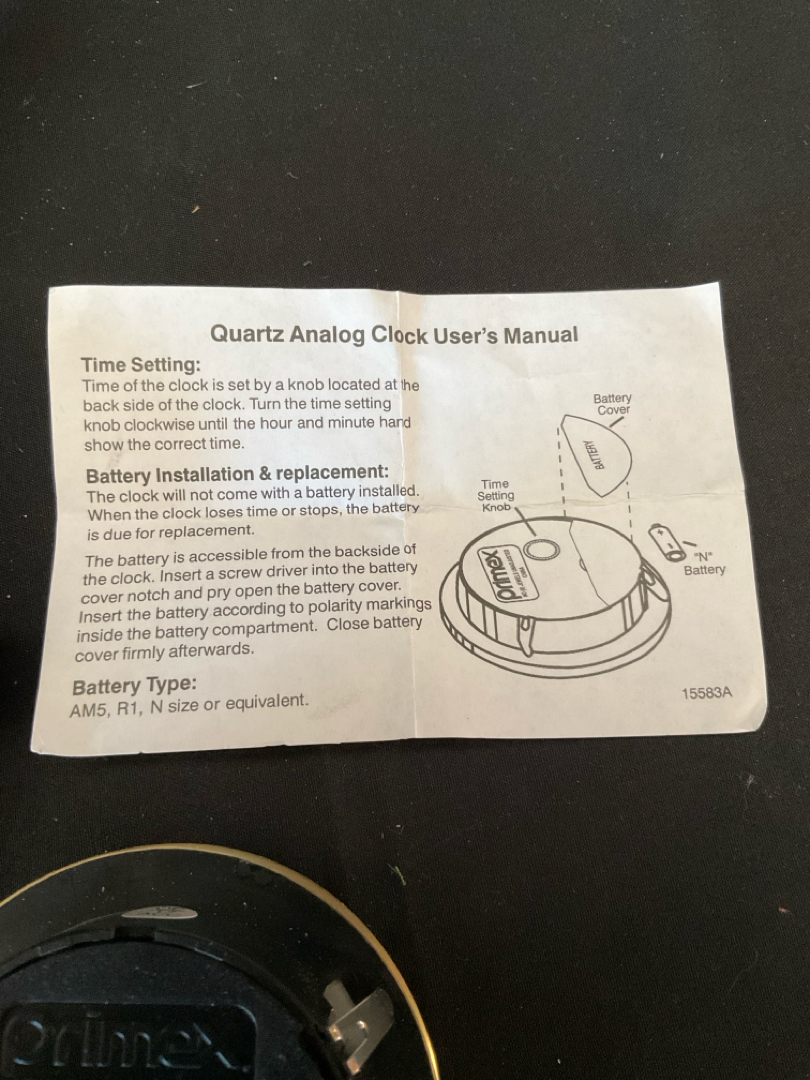 Quartz Analog Clock User's Manual
Time Setting:
Time of the clock is set by a knob located at the
back side of the clock. Turn the time setting
knob clockwise until the hour and minute hand
show the correct time.
Battery Installation & replacement:
The clock will not come with a battery installed.
When the clock loses time or stops, the battery
is due for replacement.
The battery is accessible from the backside of
the clock. Insert a screw driver into the battery
cover notch and pry open the battery cover.
Insert the battery according to polarity markings
inside the battery compartment. Close battery
cover firmly afterwards.
Battery Type:
AM5, R1, N size or equivalent.
Battery
Cover
BATTERY
Time
Setting
Knob
primex
+
-
"N"
Battery
15583A
primex